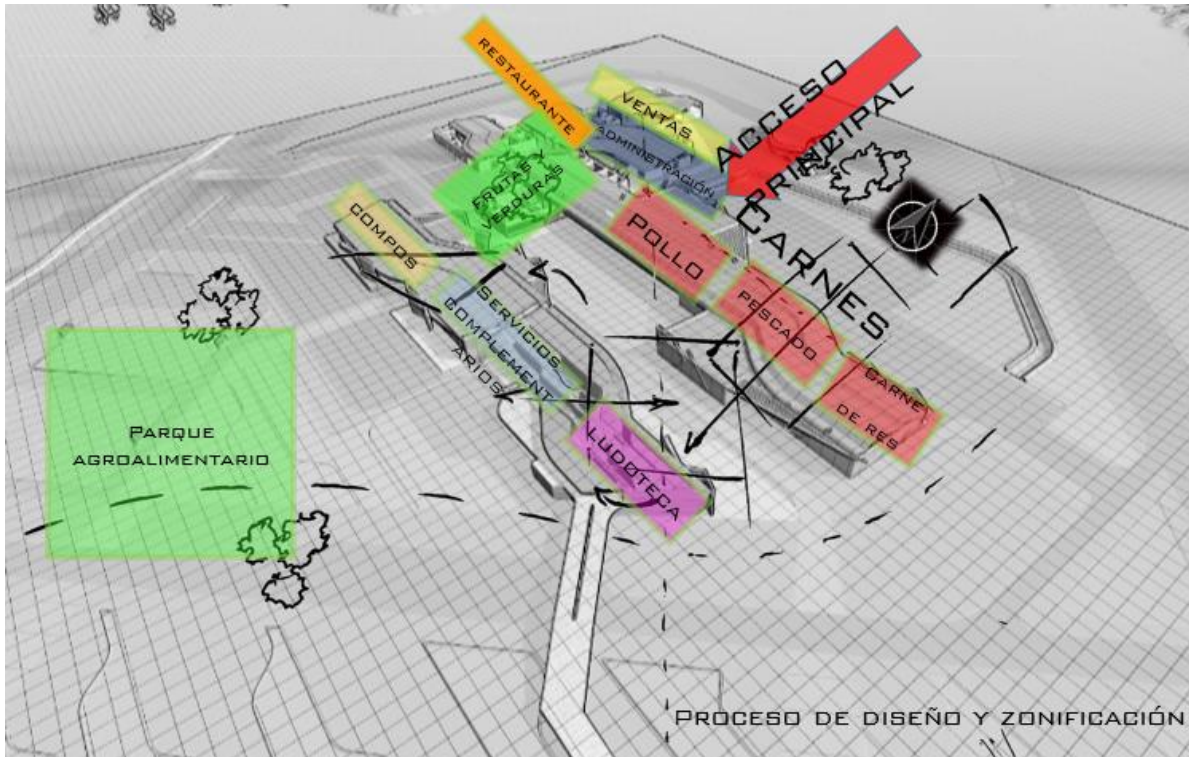 RESTAURANTE
VENTAS
ADMINISTRACIÓN
ACCESO
PRINCIPAL
FRUTAS Y
VERDURAS
COMPOS
POLLO
CARNES
PESCADO
CARNE
DE RES
SERVICIOS
COMPLEMENT
ARIOS
LUDOTECA
PARQUE
AGROALIMENTARIO
PROCESO DE DISEÑO Y ZONIFICACIÓN